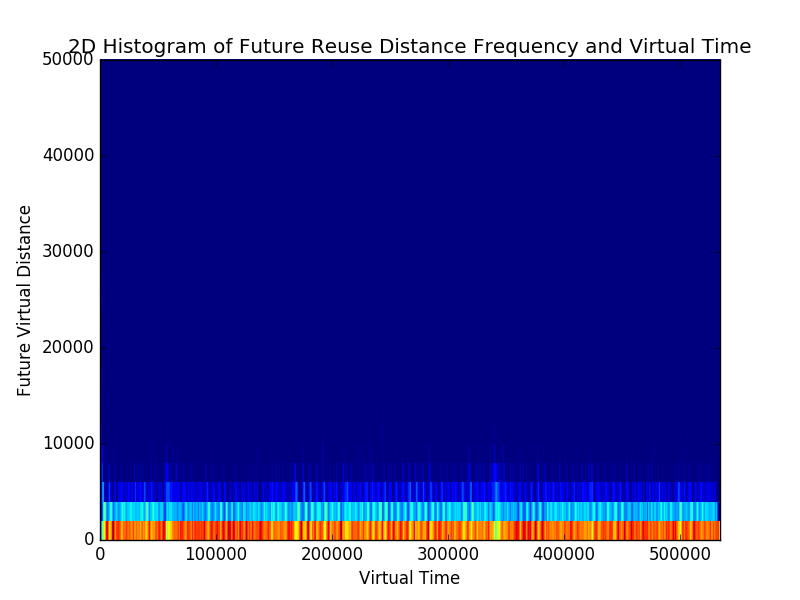 2D Histogram of Future Reuse Distance Frequency and Virtual Time
50000
40000
30000
20000
10000
0
Future Virtual Distance
0 100000 200000 300000 400000 500000
Virtual Time